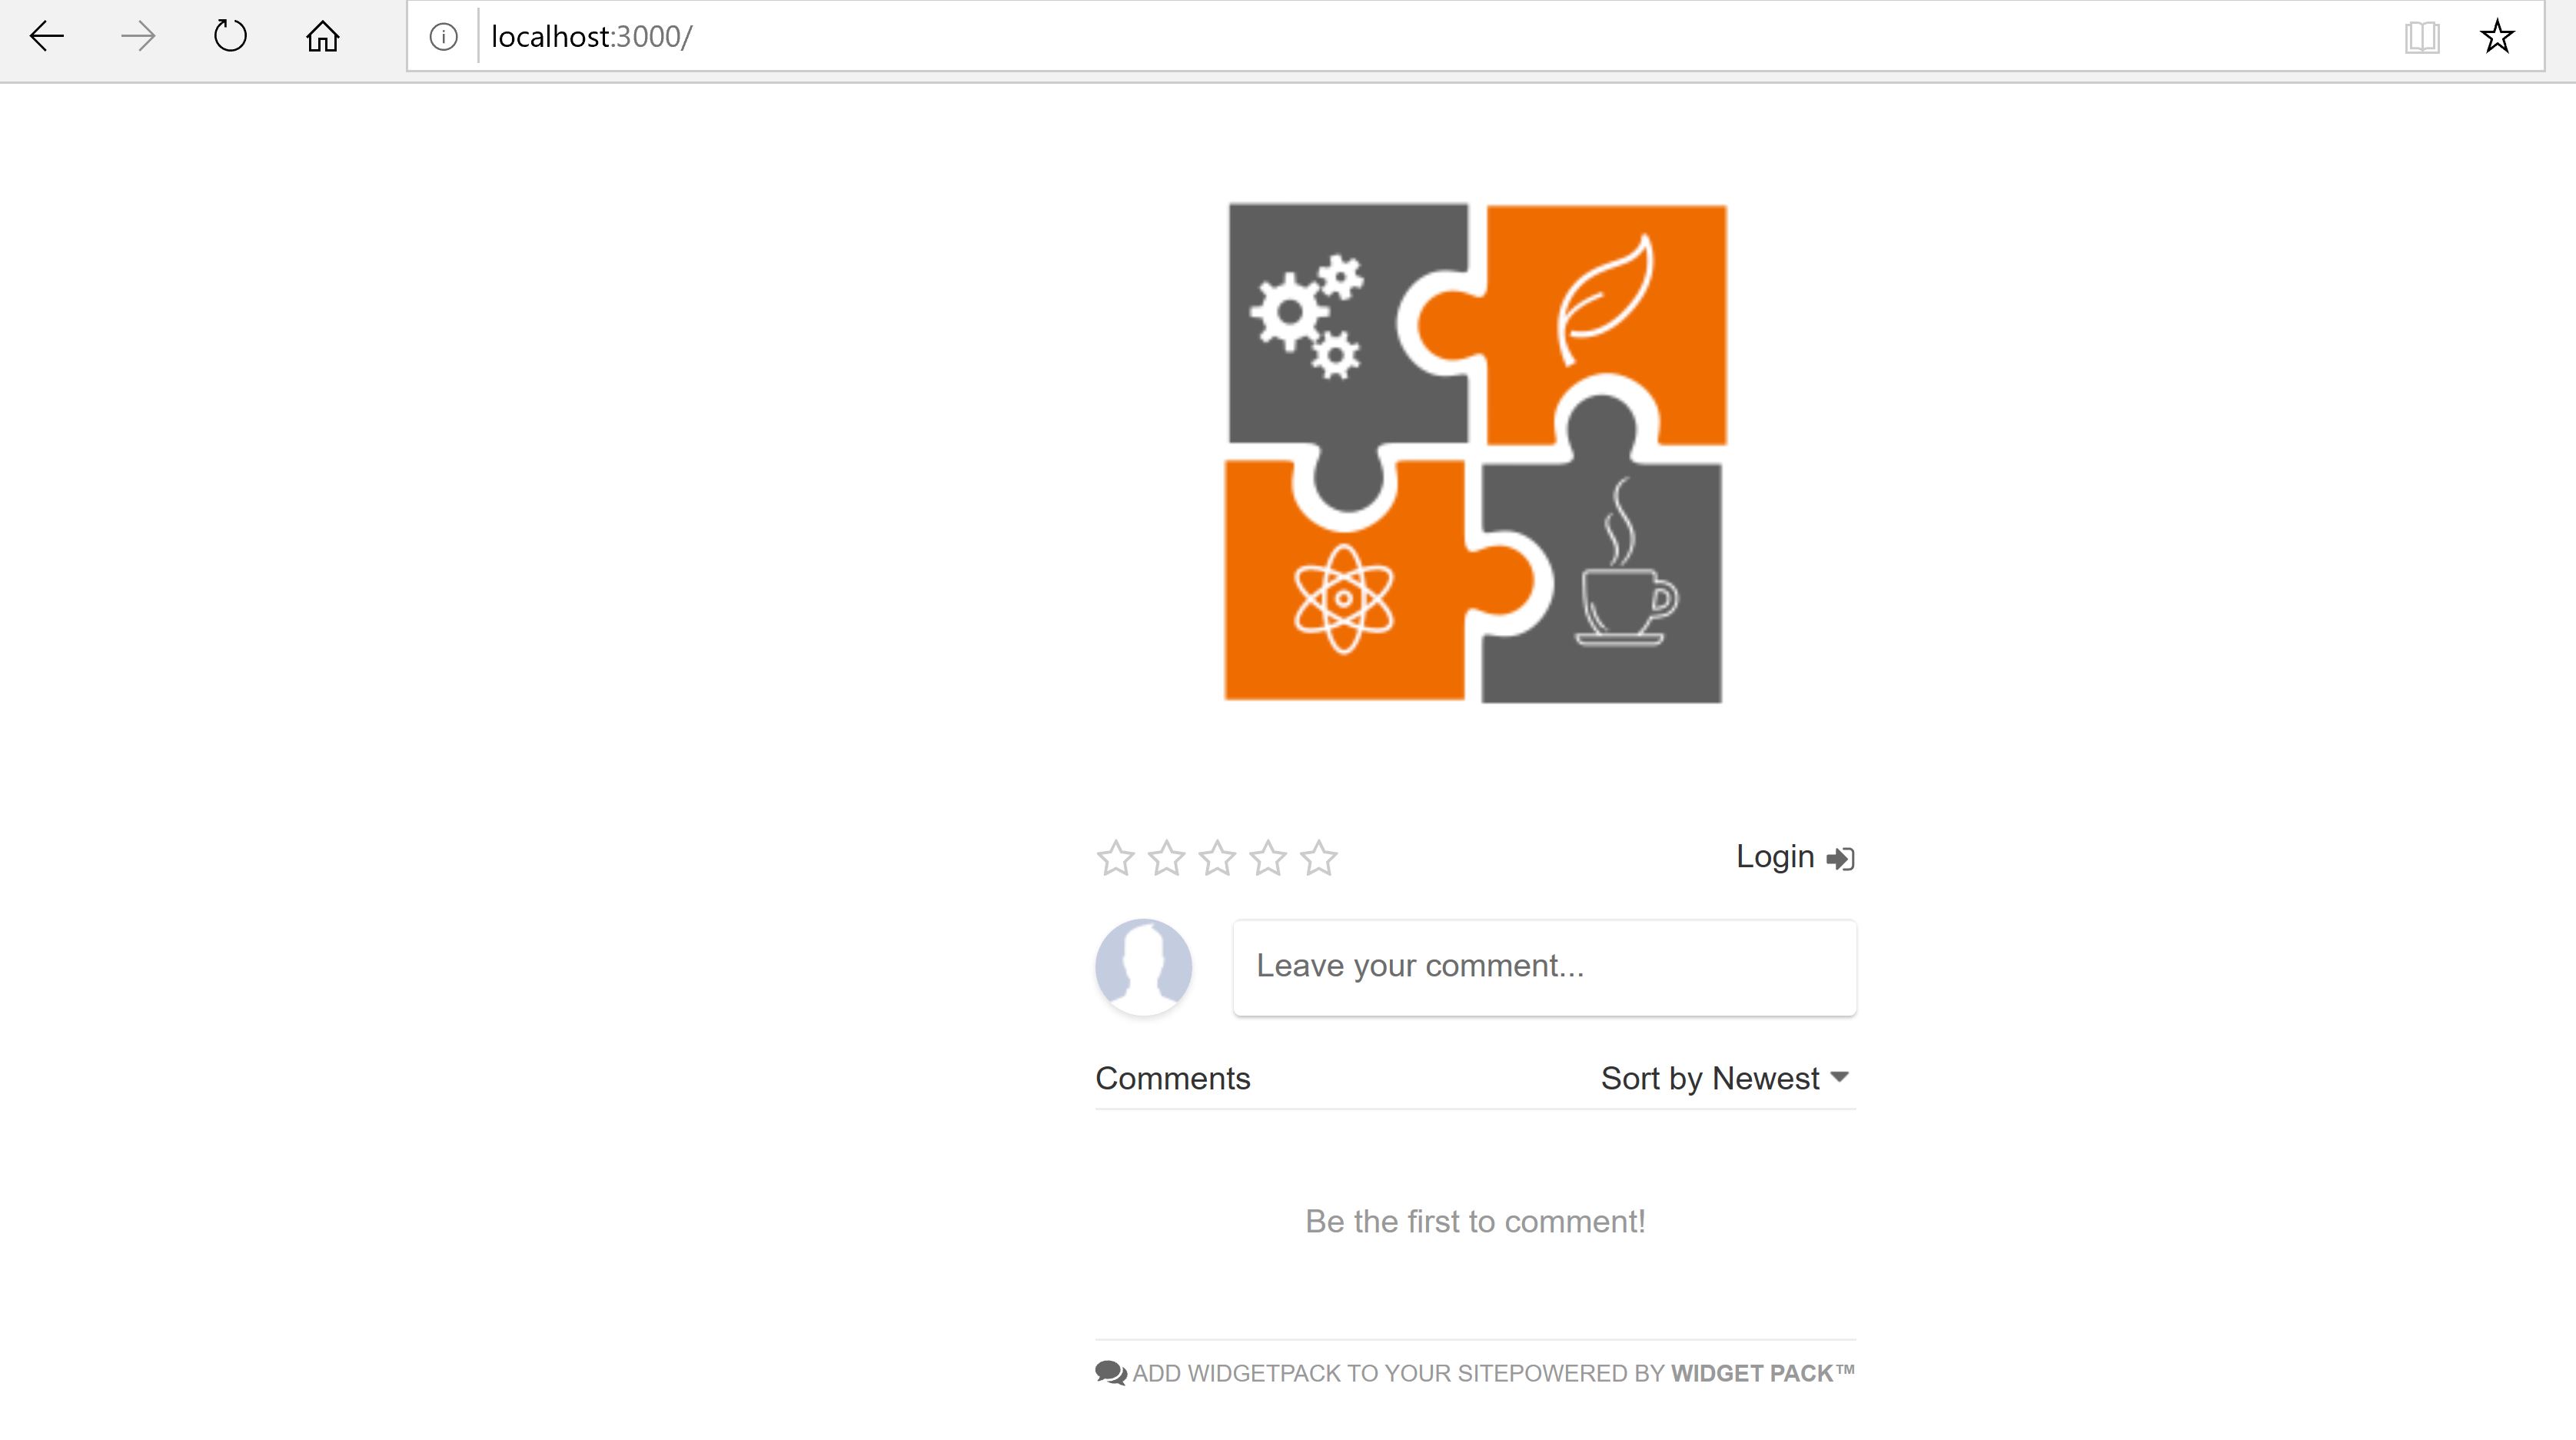 localhost:3000/
Login
Leave your comment...
Comments
Sort by Newest
Be the first to comment!
ADD WIDGETPACK TO YOUR SITEPOWERED BY WIDGET PACK™